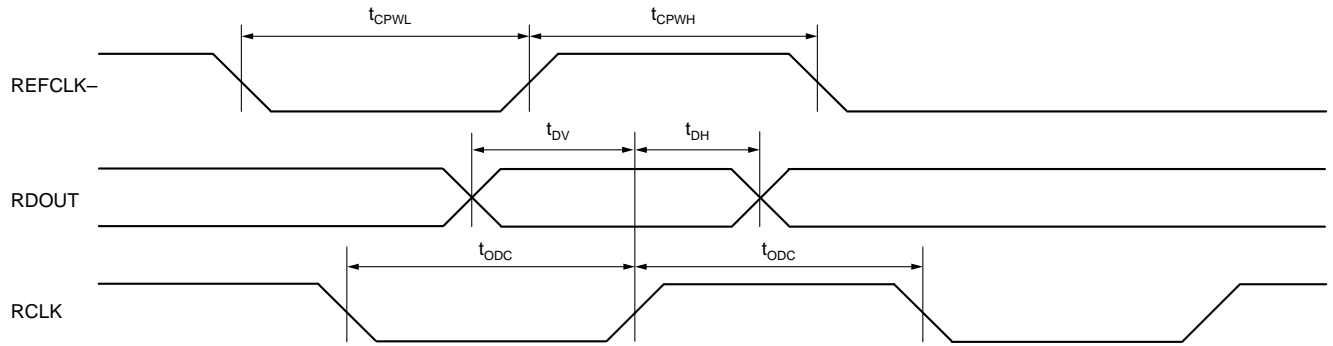 tCPWL tCPWH
REFCLK–
tDV tDH
RDOUT
tODC tODC
RCLK